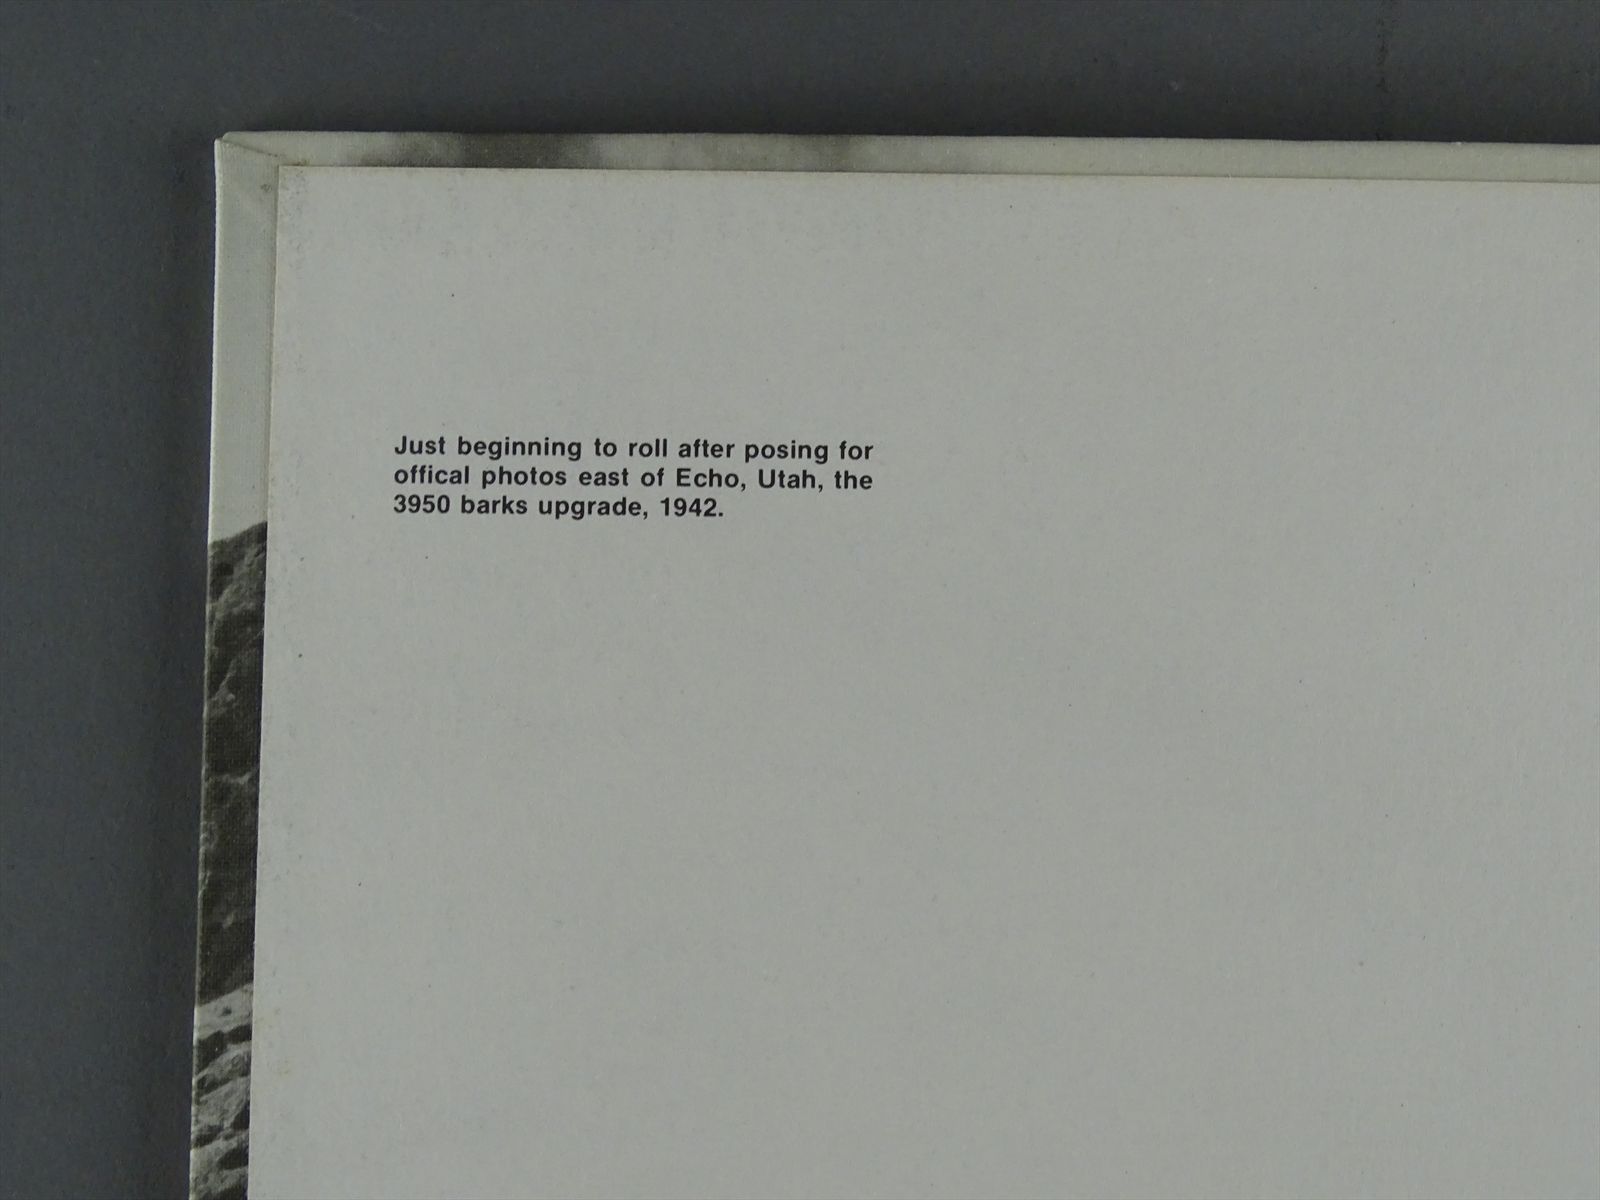 Just beginning to roll after posing for
offical photos east of Echo, Utah, the
3950 barks upgrade, 1942.